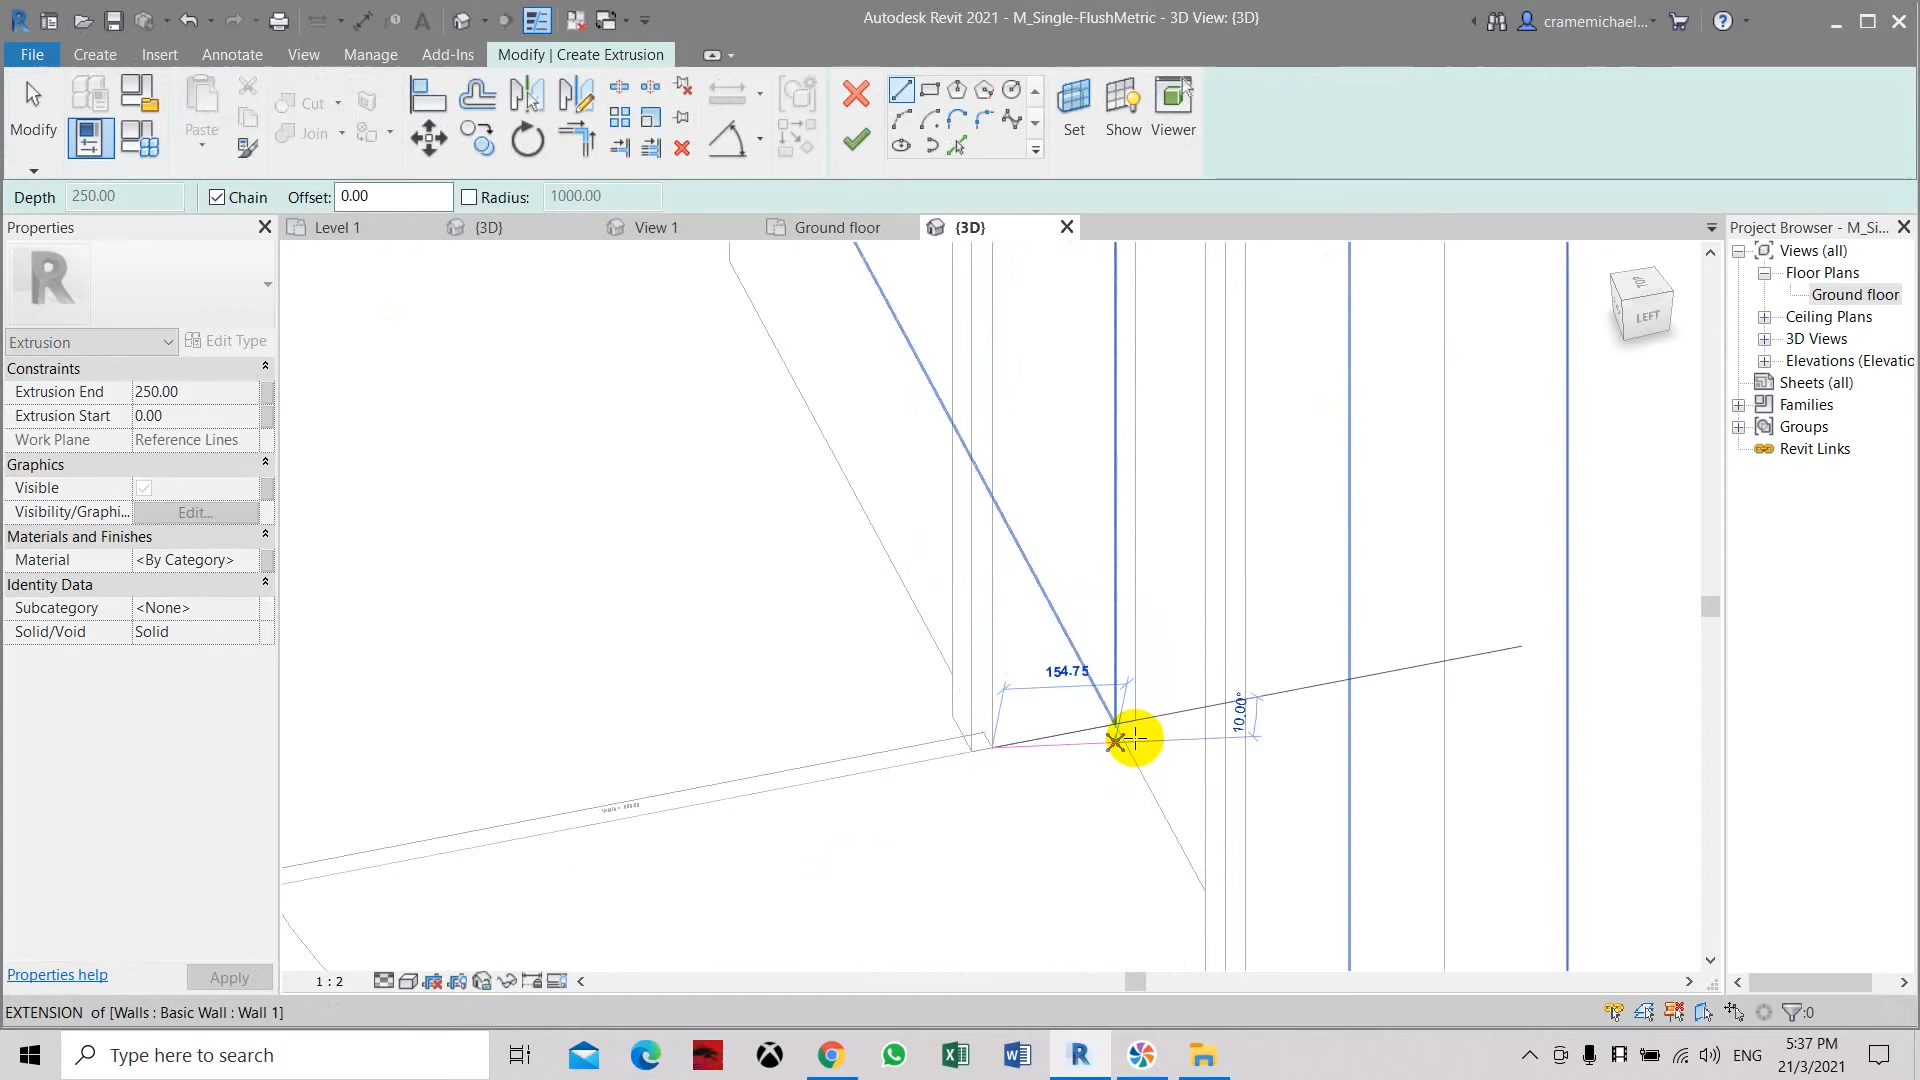 Autodesk Revit 2021 - M_Single-FlushMetric - 3D View: {3D}
cramemichael...
File
Create
Insert
Annotate
View
Manage
Add-Ins
Modify | Create Extrusion
Modify
Paste
Cut
Join
Set
Show
Viewer
Depth
250.00
Chain
Offset:
0.00
Radius:
1000.00
Properties
Level 1
{3D}
View 1
Ground floor
{3D}
Project Browser - M_Si...
Extrusion
Edit Type
Constraints
Extrusion End
250.00
Extrusion Start
0.00
Work Plane
Reference Lines
Graphics
Visible
Visibility/Graphi...
Edit...
Materials and Finishes
Material
<By Category>
Identity Data
Subcategory
<None>
Solid/Void
Solid
Properties help
Apply
LEFT
154.75
10.00°
Views (all)
Floor Plans
Ground floor
Ceiling Plans
3D Views
Elevations (Elevatic
Sheets (all)
Families
Groups
Revit Links
1 : 2
EXTENSION of [Walls : Basic Wall : Wall 1]
:0
Type here to search
ENG
5:37 PM
21/3/2021